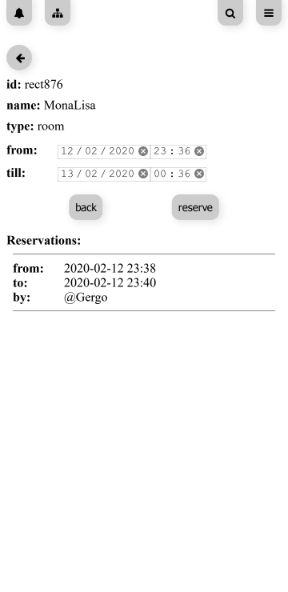 id: rect876
name: MonaLisa
type: room
from: 12/02/2020 23:36
till: 13/02/2020 00:36
back reserve
Reservations:
from: 2020-02-12 23:38
to: 2020-02-12 23:40
by: @Gergo